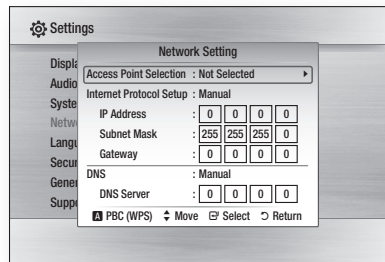 Settings
Network Setting
Access Point Selection : Not Selected
Internet Protocol Setup : Manual
IP Address : 0 0 0 0
Subnet Mask : 255 255 255 0
Gateway : 0 0 0 0
DNS : Manual
DNS Server : 0 0 0 0
A PBC (WPS) Move Select Return
Displa
Audio
Syste
Netw
Langu
Secur
Gener
Suppo